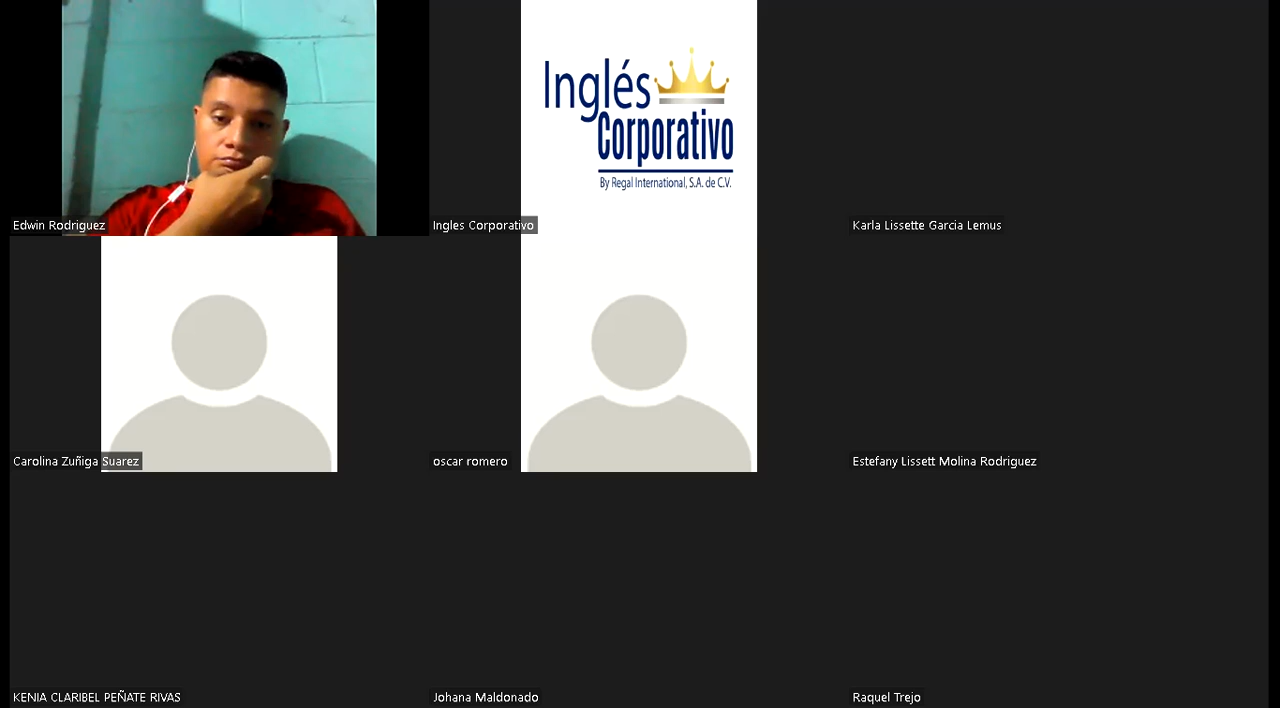 Inglés
Corporativo
By Regal International, S.A. de C.V.
Edwin Rodriguez
Ingles Corporativo
Karla Lissette Garcia Lemus
Carolina Zuñiga Suarez
oscar romero
Estefany Lissett Molina Rodriguez
KENIA CLARIBEL PEÑATE RIVAS
Johana Maldonado
Raquel Trejo